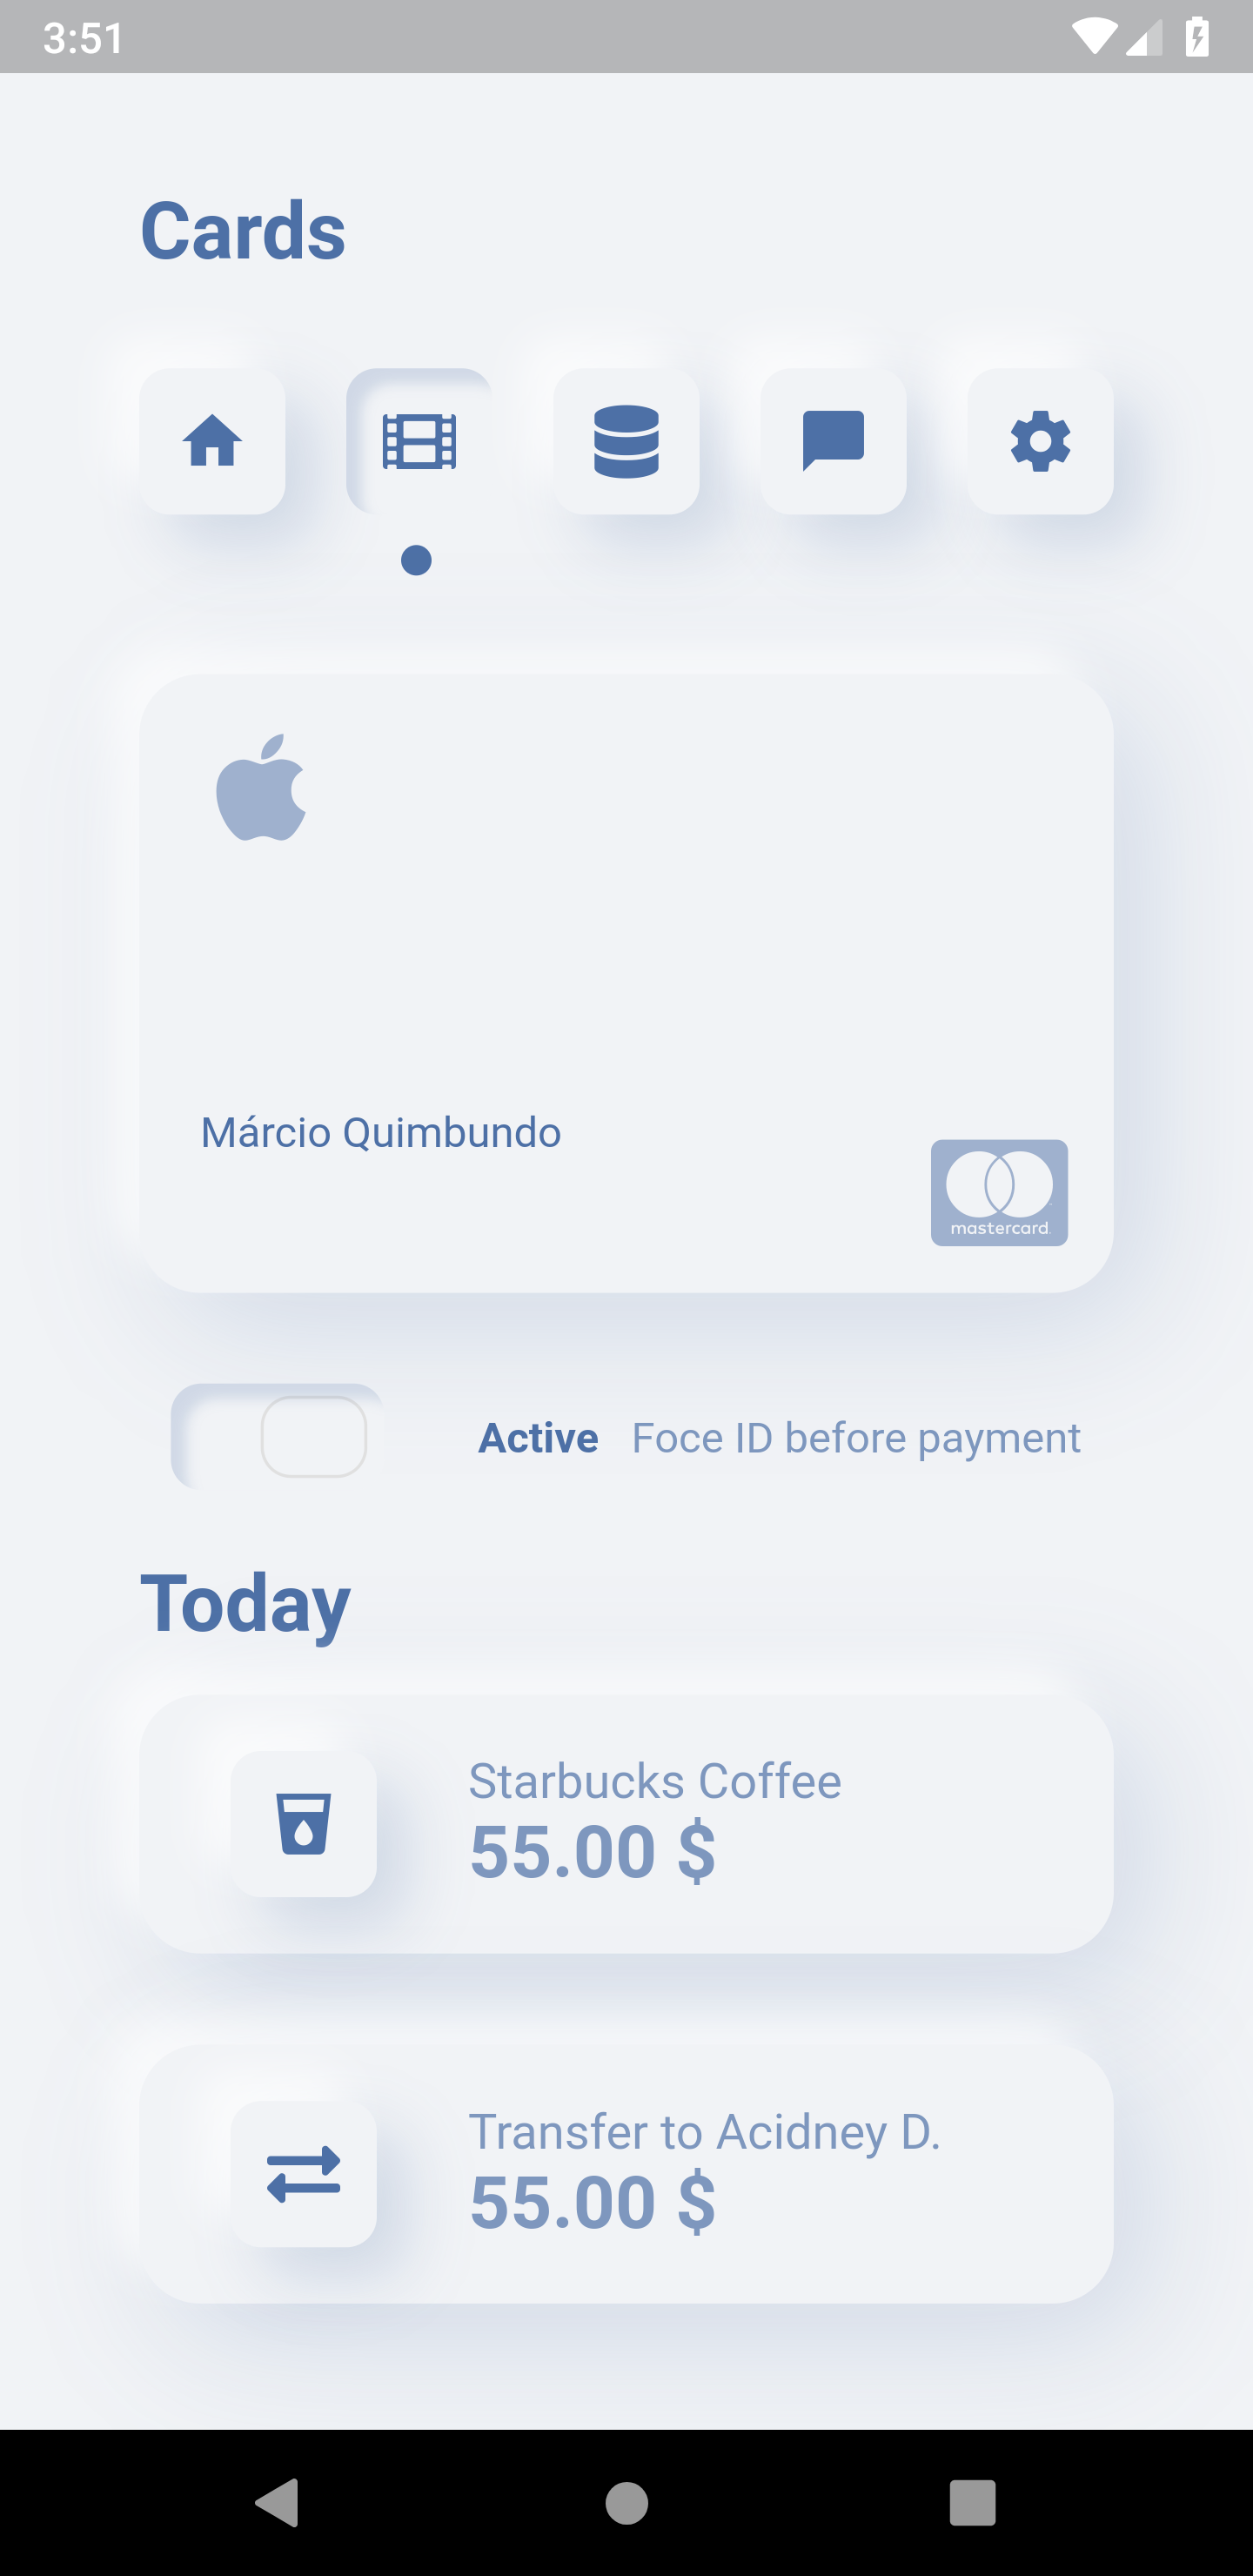 3:51
Cards
Márcio Quimbundo
mastercard.
Active Foce ID before payment
Today
Starbucks Coffee
55.00 $
Transfer to Acidney D.
55.00 $